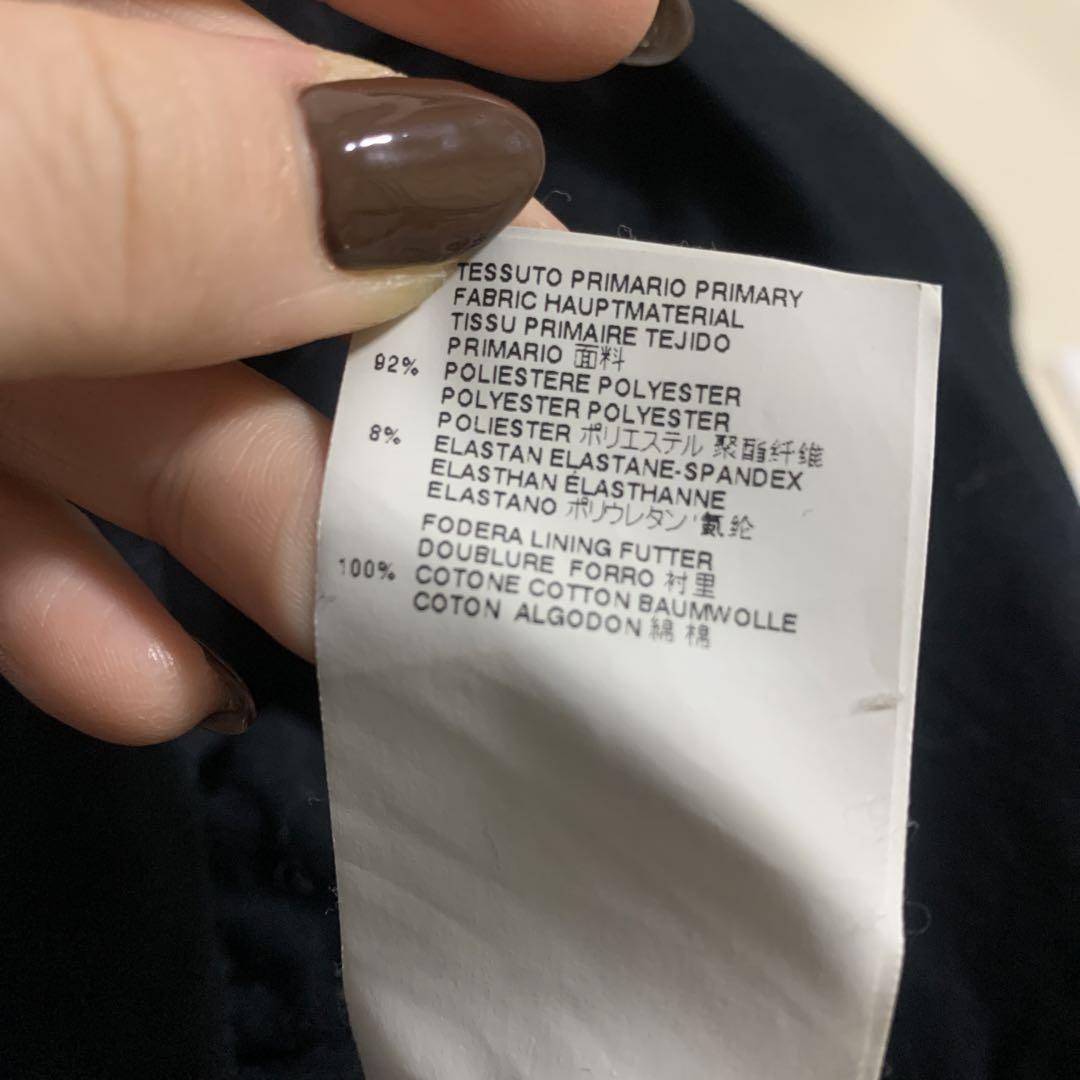 TESSUTO PRIMARIO PRIMARY
FABRIC HAUPTMATERIAL
TISSU PRIMAIRE TEJIDO
PRIMARIO 面料
92% POLIESTERE POLYESTER
POLYESTER POLYESTER
POLIESTER ポリエステル 聚酯纤维
8% ELASTAN ELASTANE-SPANDEX
ELASTHAN ÉLASTHANNE
ELASTANO ポリウレタン 氨纶
FODERA LINING FUTTER
DOUBLURE FORRO 衬里
100% COTONE COTTON BAUMWOLLE
COTON ALGODON 綿 棉